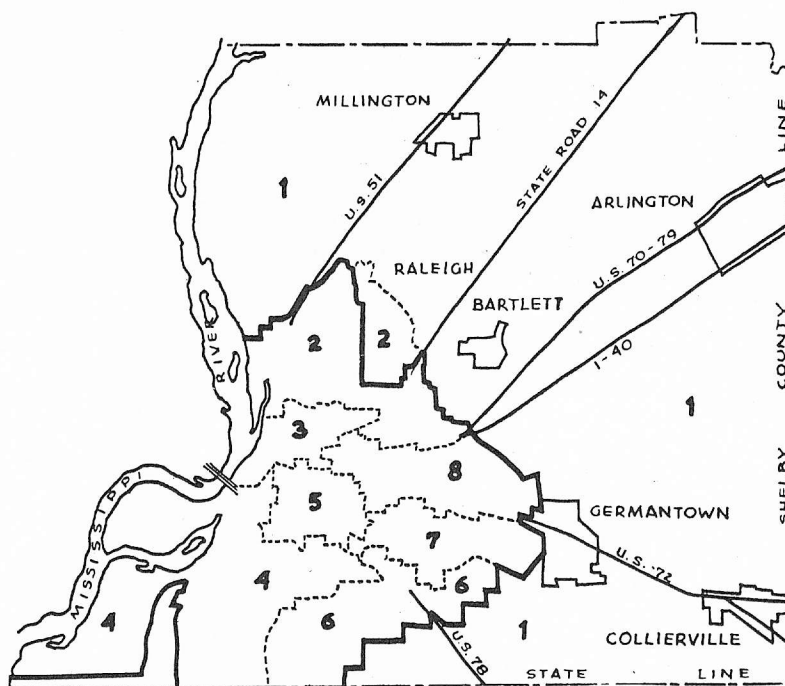 MILLINGTON
STATE ROAD 14
U.S. 51
1
ARLINGTON
U.S. 70-79
LINE
RALEIGH
BARTLETT
I-40
COUNTY
2
2
1
RIVER
3
8
MISSISSIPPI
5
SHELBY
GERMANTOWN
7
U.S.-72
4
4
6
6
1
COLLIERVILLE
U.S. 78
STATE LINE